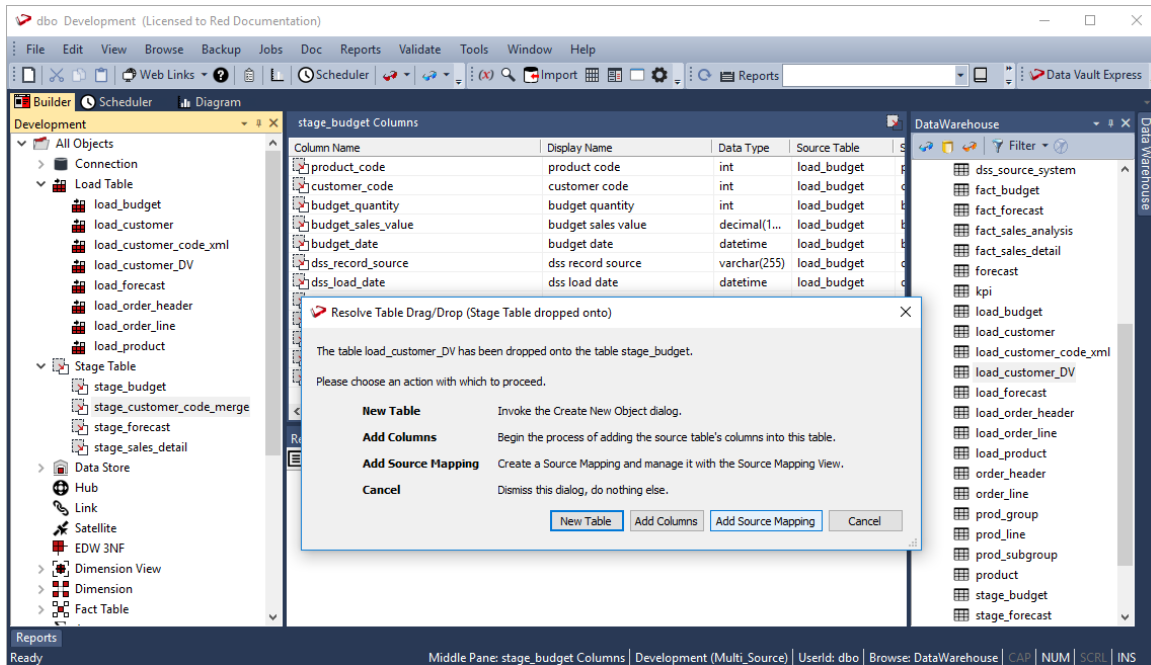 dbo Development (Licensed to Red Documentation)
File Edit View Browse Backup Jobs Doc Reports Validate Tools Window Help
Web Links Scheduler (x) Import Reports Data Vault Express
Builder Scheduler Diagram
Development
All Objects
Connection
Load Table
load_budget
load_customer
load_customer_code_xml
load_customer_DV
load_forecast
load_order_header
load_order_line
load_product
Stage Table
stage_budget
stage_customer_code_merge
stage_forecast
stage_sales_detail
Data Store
Hub
Link
Satellite
EDW 3NF
Dimension View
Dimension
Fact Table
stage_budget Columns
Column Name Display Name Data Type Source Table S
product_code product code int load_budget
customer_code customer code int load_budget
budget_quantity budget quantity int load_budget
budget_sales_value budget sales value decimal(1... load_budget
budget_date budget date datetime load_budget
dss_record_source dss record source varchar(255) load_budget
dss_load_date dss load date datetime load_budget
Resolve Table Drag/Drop (Stage Table dropped onto)
The table load_customer_DV has been dropped onto the table stage_budget.
Please choose an action with which to proceed.
New Table Invoke the Create New Object dialog.
Add Columns Begin the process of adding the source table's columns into this table.
Add Source Mapping Create a Source Mapping and manage it with the Source Mapping View.
Cancel Dismiss this dialog, do nothing else.
New Table Add Columns Add Source Mapping Cancel
Re
DataWarehouse
Filter
dss_source_system
fact_budget
fact_forecast
fact_sales_analysis
fact_sales_detail
forecast
kpi
load_budget
load_customer
load_customer_code_xml
load_customer_DV
load_forecast
load_order_header
load_order_line
load_product
order_header
order_line
prod_group
prod_line
prod_subgroup
product
stage_budget
stage_forecast
Data Warehouse
Reports
Ready Middle Pane: stage_budget Columns Development (Multi_Source) UserId: dbo Browse: DataWarehouse CAP NUM SCRL INS